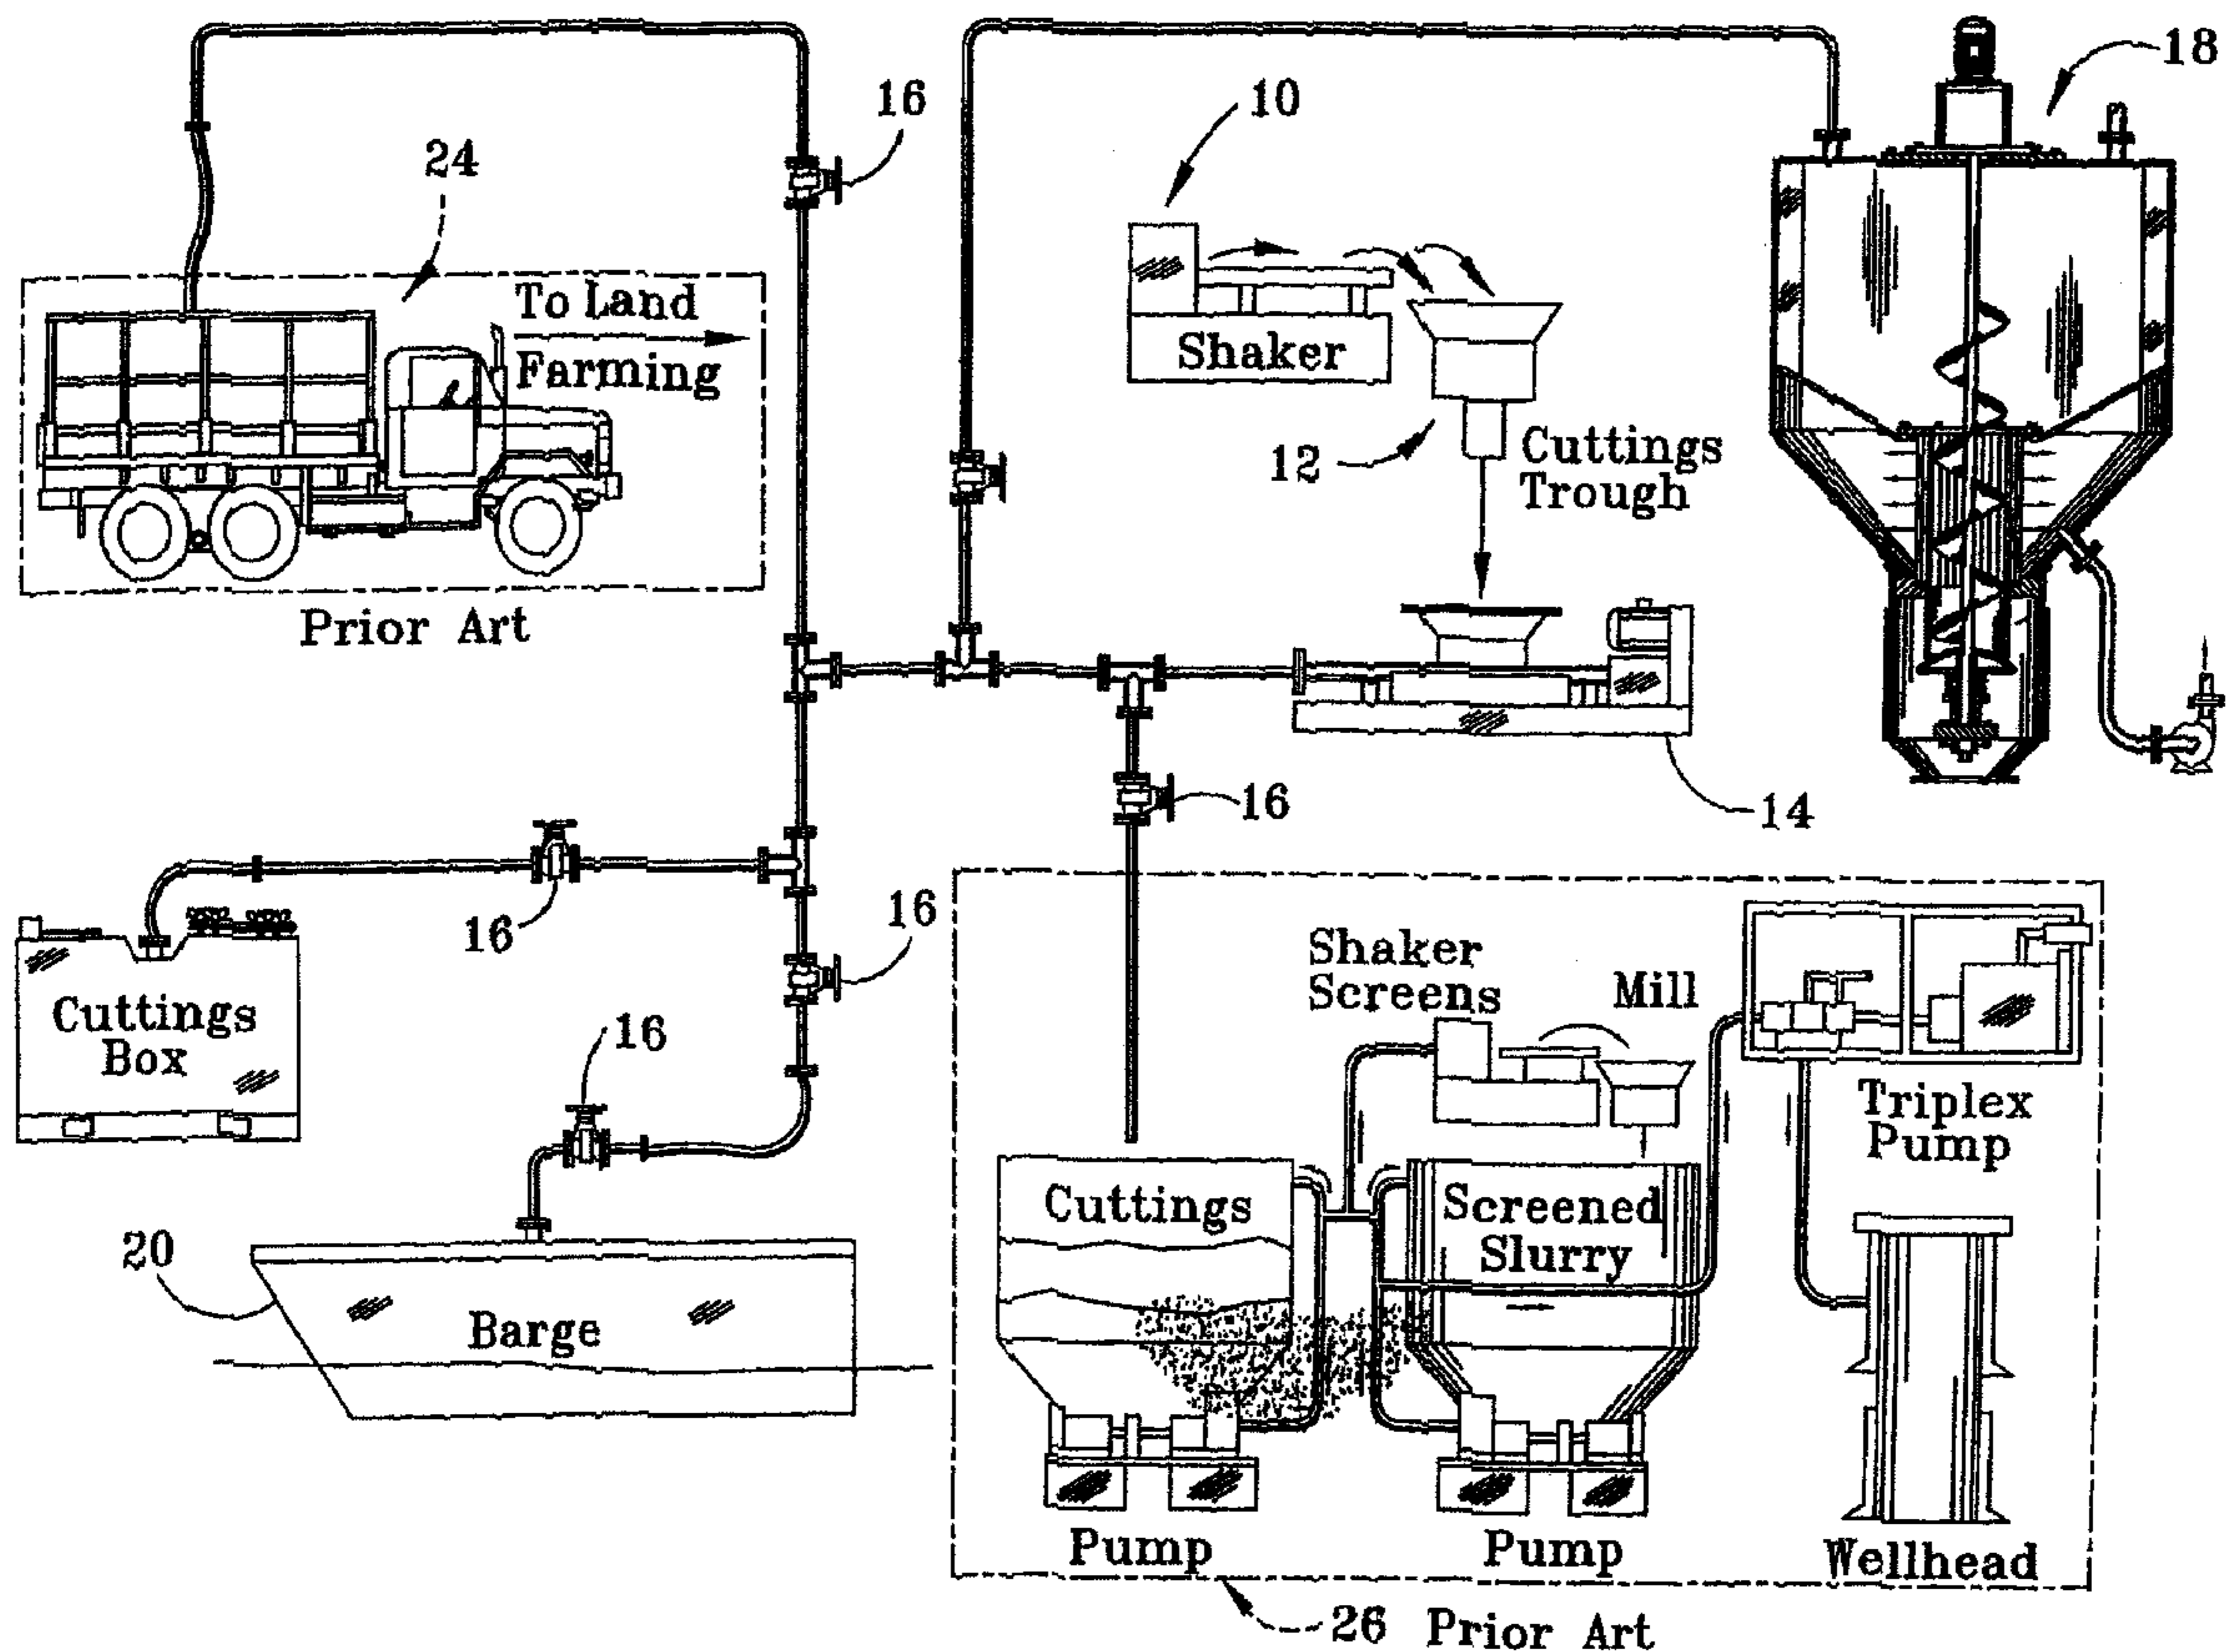 18
16
10
24
To Land
Farming
Shaker
12
Cuttings
Trough
Prior Art
16
14
16
16
Cuttings
Box
16
Shaker
Screens
Mill
Triplex
Pump
Cuttings
Screened
Slurry
20
Barge
Pump
Pump
Wellhead
26
Prior Art